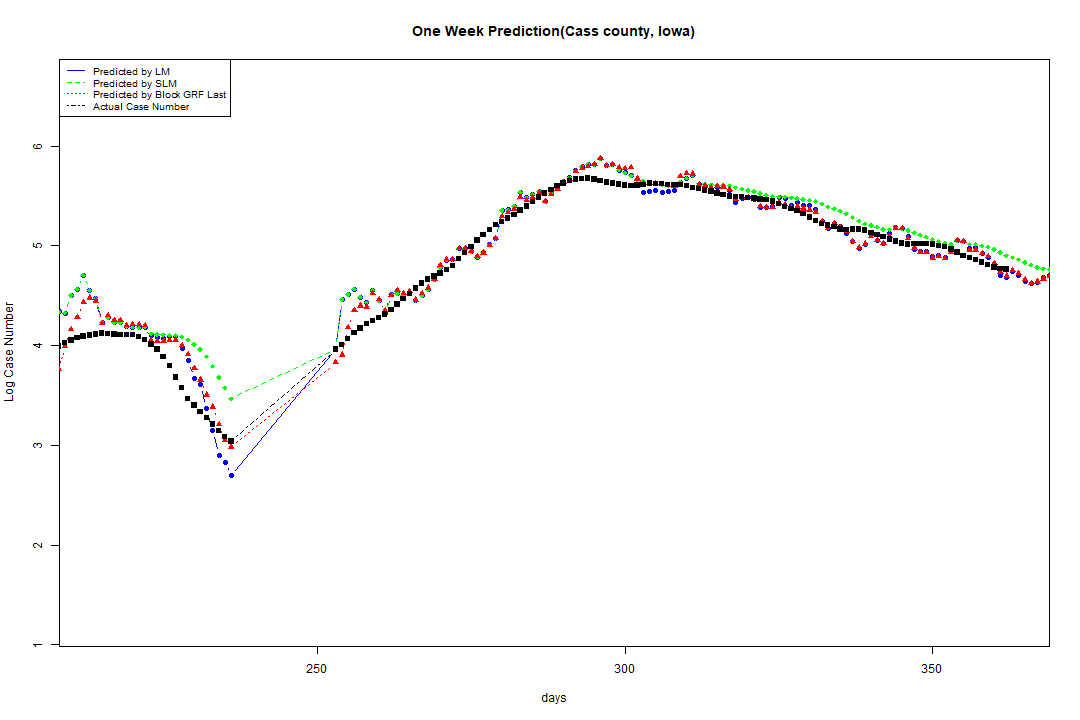 One Week Prediction(Cass county, Iowa)
Predicted by LM
Predicted by SLM
Predicted by Block GRF Last
Actual Case Number
6
5
4
3
2
1
Log Case Number
250 300 350
days